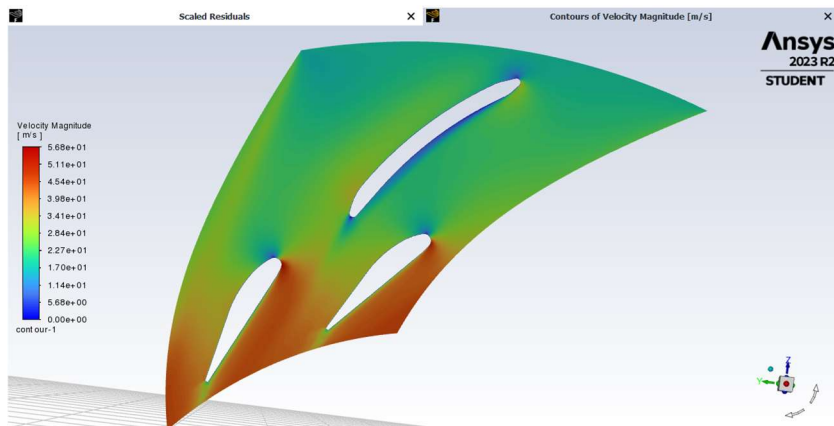 Scaled Residuals
Contours of Velocity Magnitude [m/s]
Ansys
2023 R2
STUDENT
Velocity Magnitude
[ m/s ]
5.68e+01
5.11e+01
4.54e+01
3.98e+01
3.41e+01
2.84e+01
2.27e+01
1.70e+01
1.14e+01
5.68e+00
0.00e+00
contour-1
Z
Y